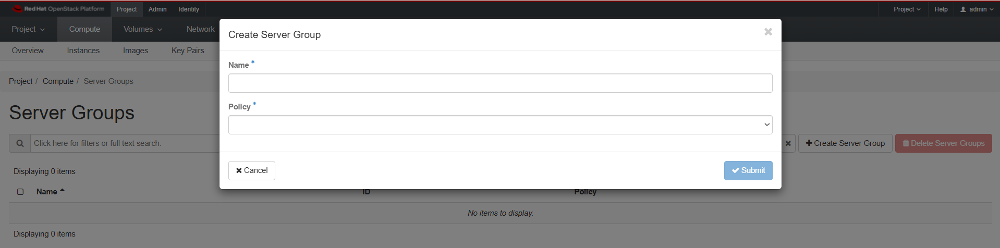 Red Hat OpenStack Platform Project Admin Identity Project Help admin
Project Compute Volumes Network
Overview Instances Images Key Pairs
Project / Compute / Server Groups
Server Groups
Click here for filters or full text search. Create Server Group Delete Server Groups
Displaying 0 items
Name ID Policy
No items to display.
Displaying 0 items
Create Server Group
Name *
Policy *
Cancel Submit